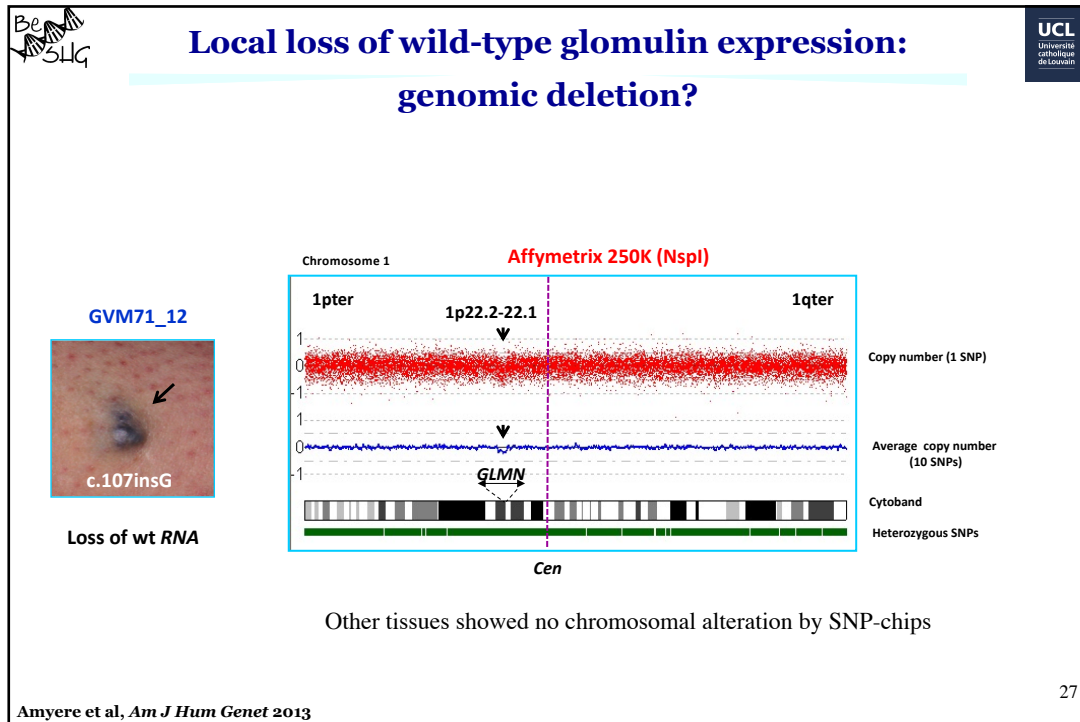 Be
SHG
Local loss of wild-type glomulin expression:
genomic deletion?
UCL
Université
catholique
de Louvain
Chromosome 1
Affymetrix 250K (NspI)
1pter
1qter
1p22.2-22.1
GVM71_12
c.107insG
Loss of wt RNA
1
0
-1
Copy number (1 SNP)
1
0
-1
Average copy number
(10 SNPs)
GLMN
Cytoband
Heterozygous SNPs
Cen
Other tissues showed no chromosomal alteration by SNP-chips
27
Amyere et al, Am J Hum Genet 2013